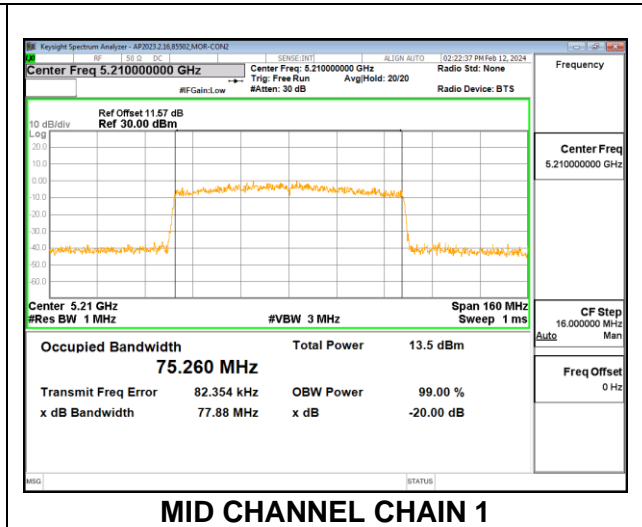 Keysight Spectrum Analyzer - AP2023.2.16,85502,MOR-CON2
RF 50 Ω DC SENSE:INT ALIGN AUTO 02:22:37 PM Feb 12, 2024
Center Freq 5.210000000 GHz
Center Freq: 5.210000000 GHz Radio Std: None
Trig: Free Run Avg|Hold: 20/20
#IFGain:Low #Atten: 30 dB Radio Device: BTS
Frequency
Ref Offset 11.57 dB
10 dB/div Ref 30.00 dBm
Log
20.0
10.0
0.00
-10.0
-20.0
-30.0
-40.0
-50.0
-60.0
Center Freq
5.210000000 GHz
Center 5.21 GHz Span 160 MHz
#Res BW 1 MHz #VBW 3 MHz Sweep 1 ms
CF Step
16.000000 MHz
Auto Man
Occupied Bandwidth Total Power 13.5 dBm
75.260 MHz
Transmit Freq Error 82.354 kHz OBW Power 99.00 %
x dB Bandwidth 77.88 MHz x dB -20.00 dB
Freq Offset
0 Hz
MSG STATUS
MID CHANNEL CHAIN 1